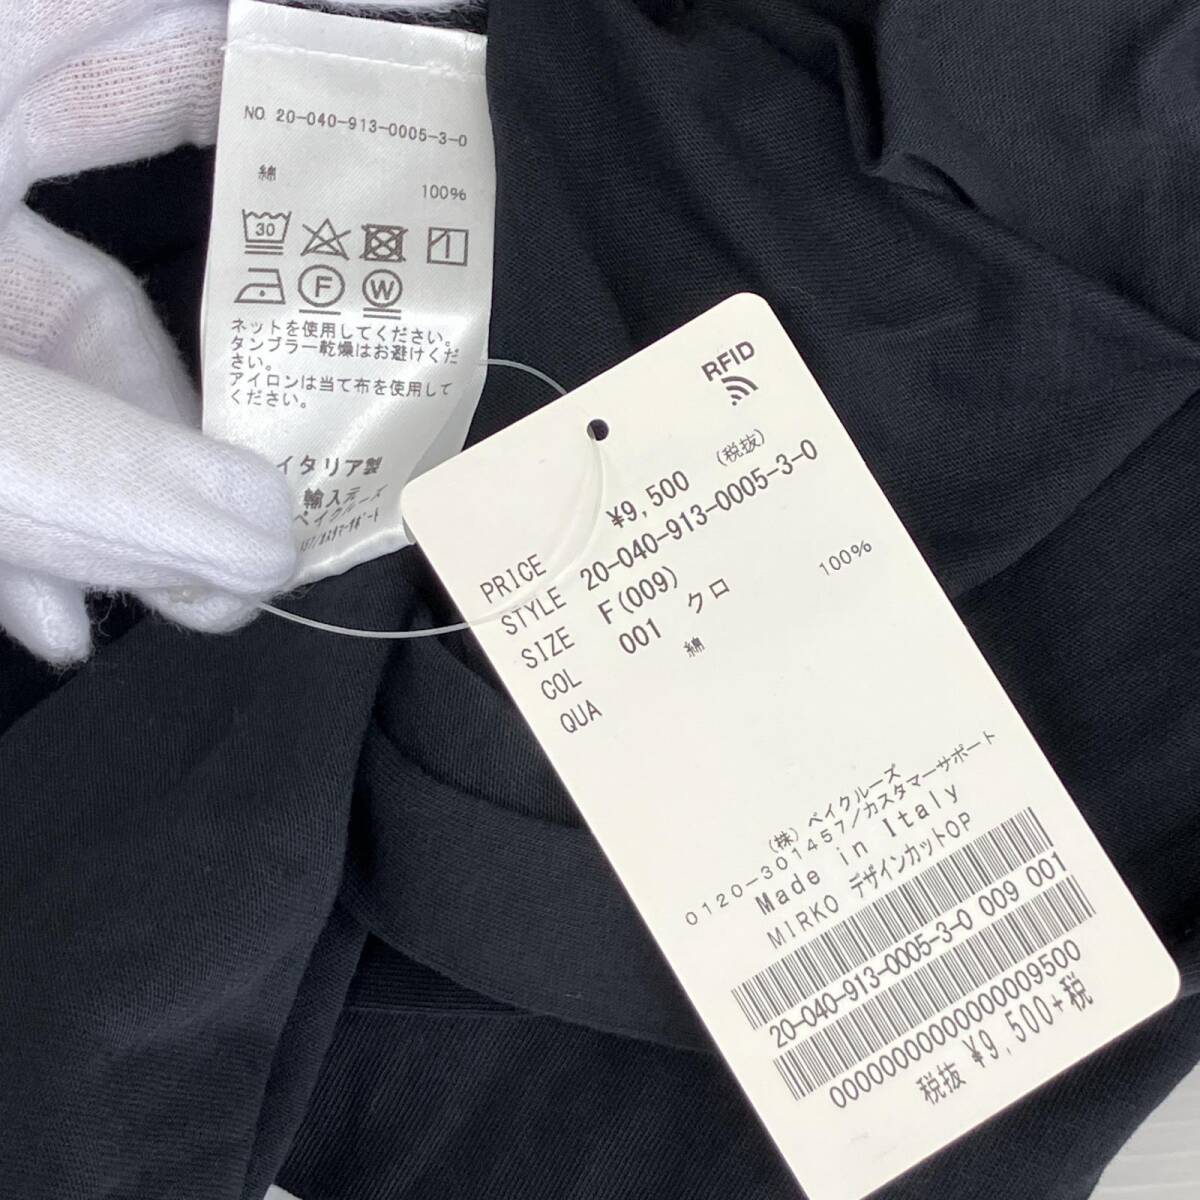 NO. 20-040-913-0005-3-0
綿 100%
30
F W
ネットを使用してください。
タンブラー乾燥はお避けくだ
さい。
アイロンは当て布を使用して
ください。
イタリア製
輸入元
ベイクルーズ
RFID
PRICE ¥9,500 (税抜)
STYLE 20-040-913-0005-3-0
SIZE F(009)
COL 001 クロ
QUA 綿 100%
(株) ベイクルーズ
0120-301457/カスタマーサポート
Made in Italy
MIRKO デザインカットOP
20-040-913-0005-3-0 009 001
税抜 ¥9,500+税